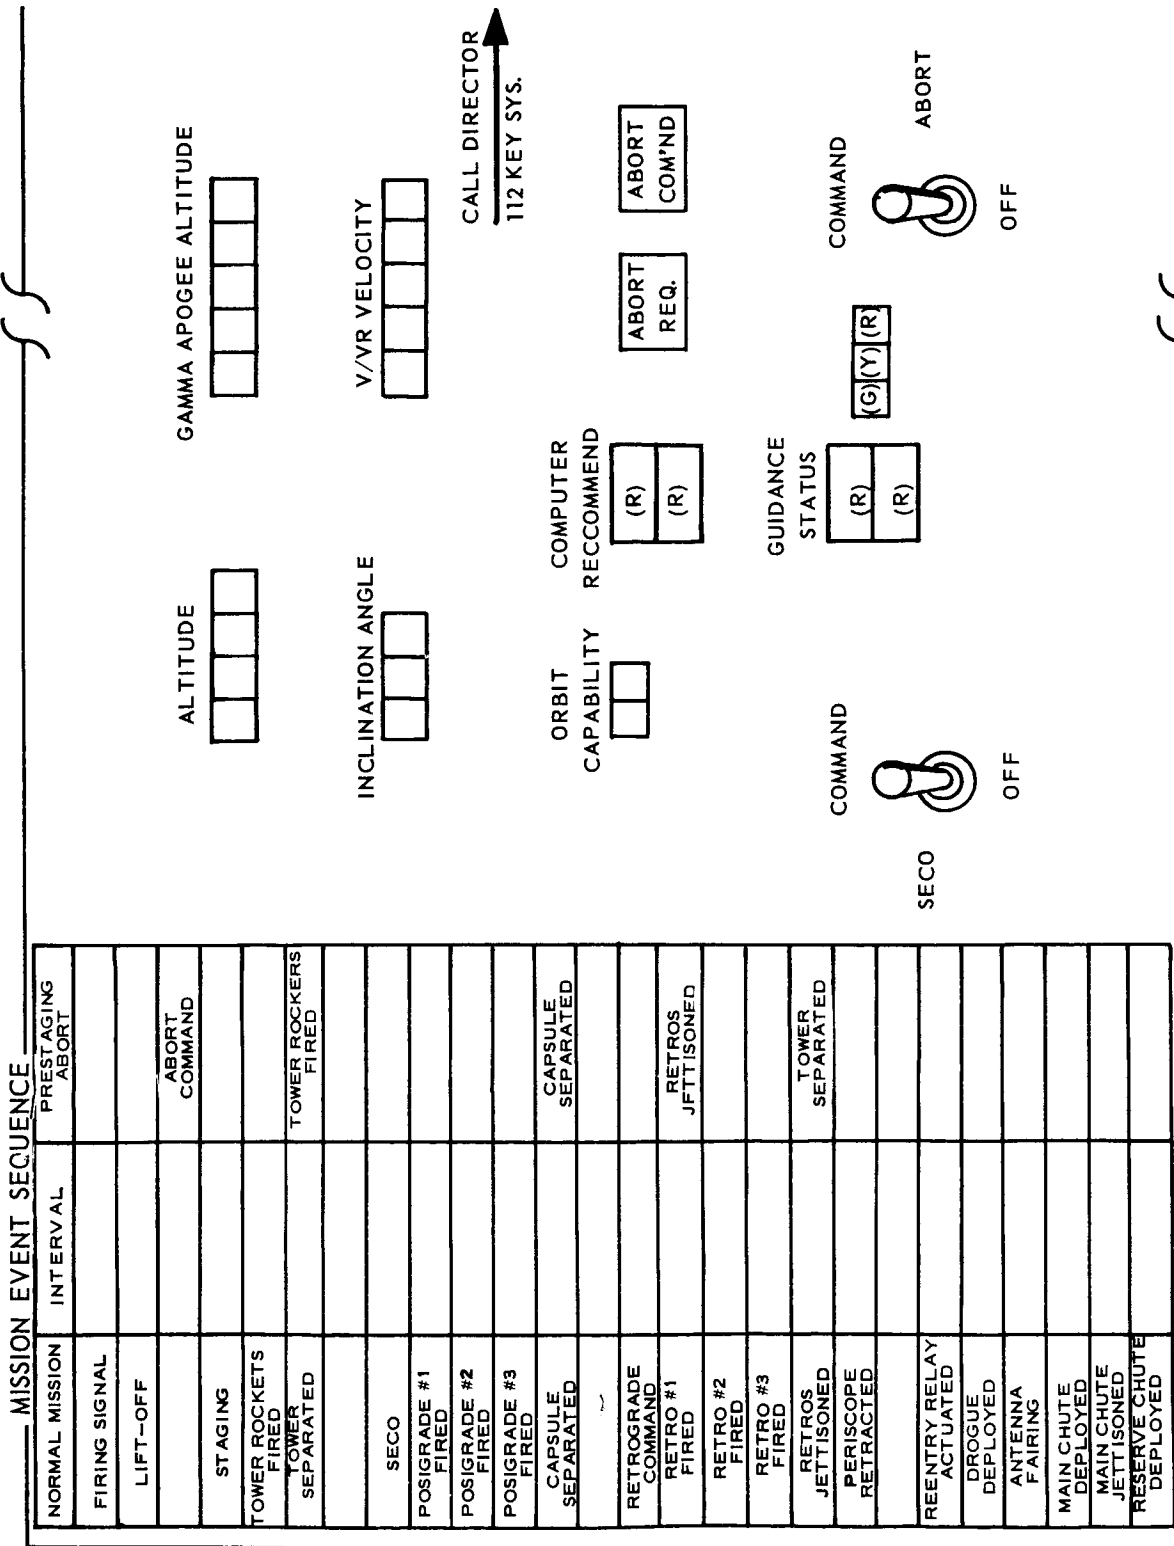 MISSION EVENT SEQUENCE
NORMAL MISSION
INTERVAL
PRESTAGING
ABORT
FIRING SIGNAL
LIFT-OFF
ABORT
COMMAND
STAGING
TOWER ROCKETS
FIRED
TOWER
SEPARATED
TOWER ROCKERS
FIRED
SECO
POSIGRADE #1
FIRED
POSIGRADE #2
FIRED
POSIGRADE #3
FIRED
CAPSULE
SEPARATED
CAPSULE
SEPARATED
RETROGRADE
COMMAND
RETRO #1
FIRED
RETROS
JFTTISONED
RETRO #2
FIRED
RETRO #3
FIRED
RETROS
JETTISONED
TOWER
SEPARATED
PERISCOPE
RETRACTED
REENTRY RELAY
ACTUATED
DROGUE
DEPLOYED
ANTENNA
FAIRING
MAIN CHUTE
DEPLOYED
MAIN CHUTE
JETTISONED
RESERVE CHUTE
DEPLOYED
ALTITUDE
GAMMA APOGEE ALTITUDE
INCLINATION ANGLE
V/VR VELOCITY
CALL DIRECTOR
112 KEY SYS.
ORBIT
CAPABILITY
COMPUTER
RECCOMMEND
(R)
(R)
ABORT
REQ.
ABORT
COM'ND
GUIDANCE
STATUS
(R)
(R)
(G) (Y) (R)
COMMAND
SECO
OFF
COMMAND
ABORT
OFF